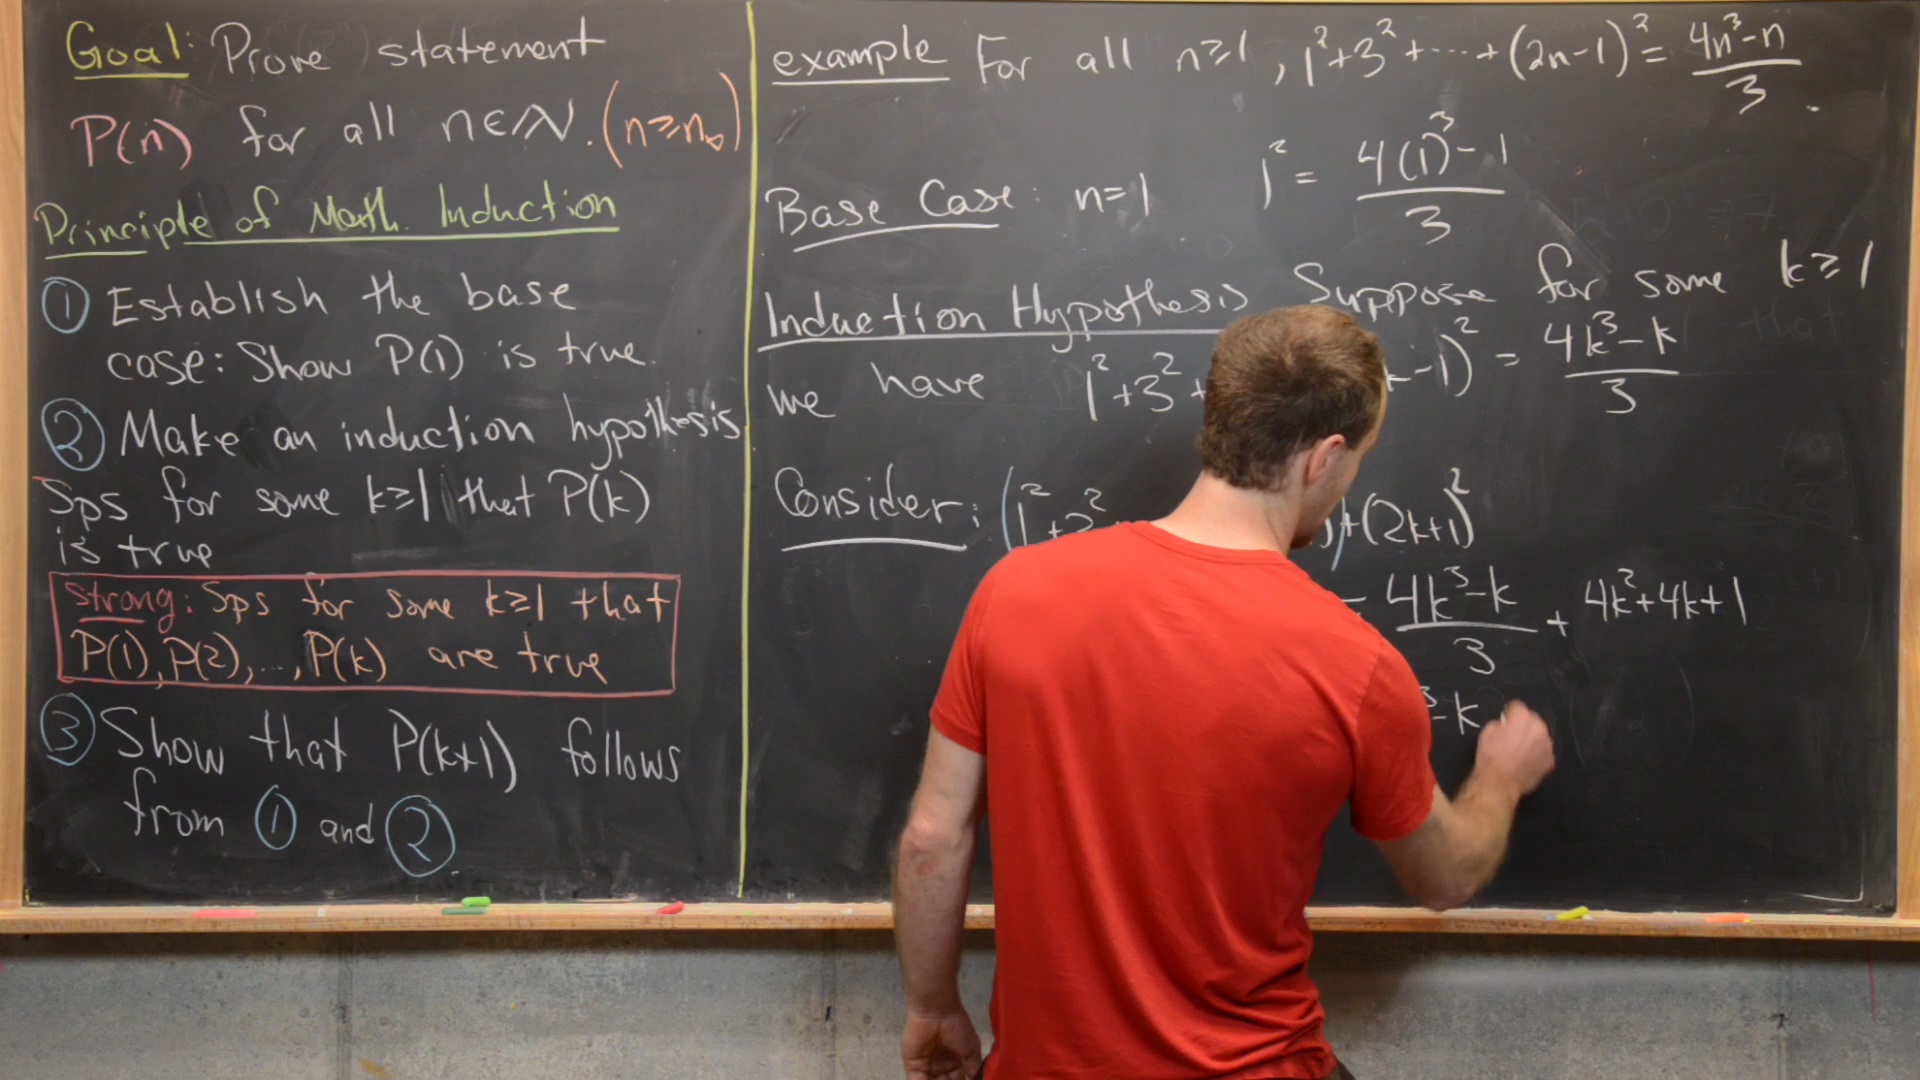 Goal: Prove statement
P(n) for all n∈ℕ. (n≥n₀)
Principle of Math. Induction
① Establish the base
case: Show P(1) is true.
② Make an induction hypothesis
Sps for some k≥1 that P(k)
is true
strong: Sps for some k≥1 that
P(1), P(2), ..., P(k) are true
③ Show that P(k+1) follows
from ① and ②
example For all n≥1, 1²+3²+⋯+(2n-1)² = (4n³-n)/3.
Base Case: n=1 1² = (4(1)³-1)/3
Induction Hypothesis Suppose for some k≥1
we have 1²+3²+ k-1)² = (4k³-k)/3
that
Consider: (1²+3² )+(2k+1)²
= (4k³-k)/3 + 4k²+4k+1
³-k